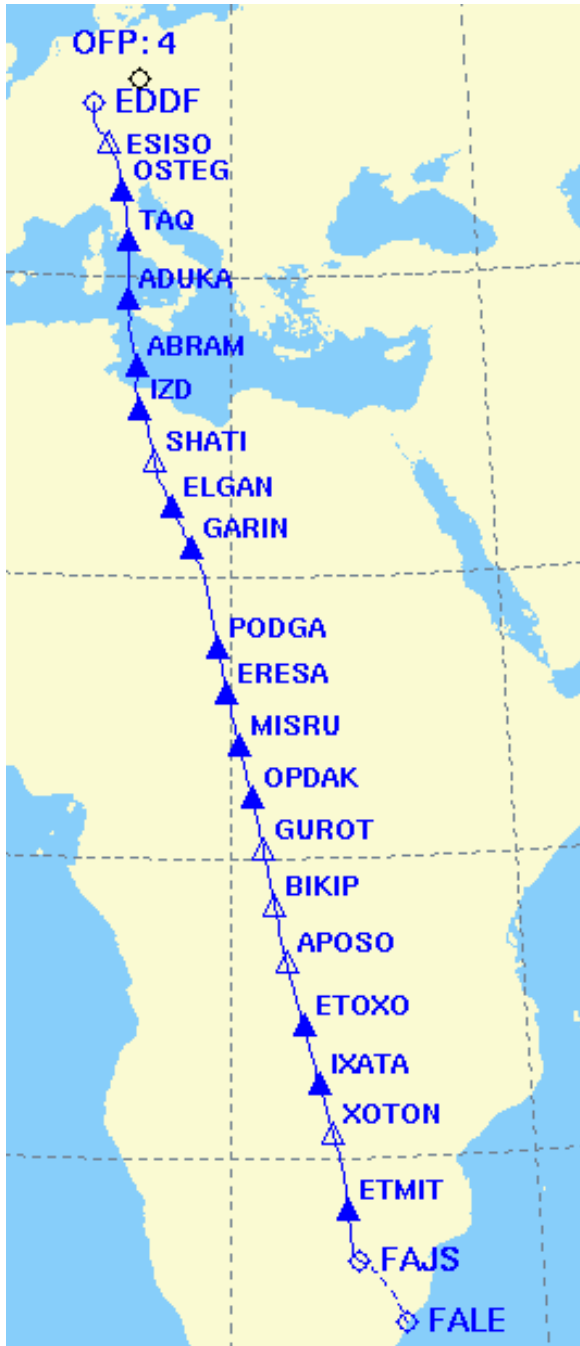 OFP: 4
EDDF
ESISO
OSTEG
TAQ
ADUKA
ABRAM
IZD
SHATI
ELGAN
GARIN
PODGA
ERESA
MISRU
OPDAK
GUROT
BIKIP
APOSO
ETOXO
IXATA
XOTON
ETMIT
FAJS
FALE